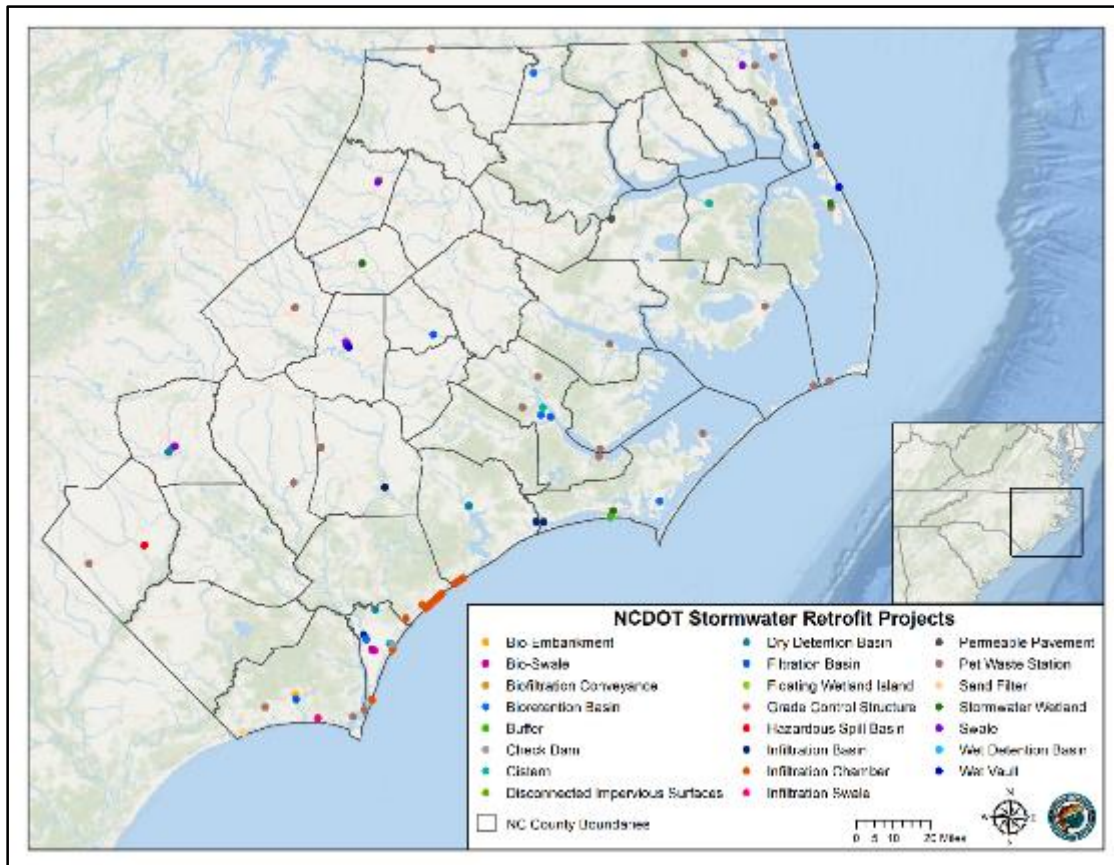 NCDOT Stormwater Retrofit Projects
Bio-Embankment
Bio-Swale
Biofiltration Conveyance
Bioretention Basin
Buffer
Check Dam
Cistern
Disconnected Impervious Surfaces
Dry Detention Basin
Filtration Basin
Floating Wetland Island
Grade Control Structure
Hazardous Spill Basin
Infiltration Basin
Infiltration Chamber
Infiltration Swale
Permeable Pavement
Pet Waste Station
Sand Filter
Stormwater Wetland
Swale
Wet Detention Basin
Wet Vault
NC County Boundaries
0 5 10 20 Miles
N
W E
S